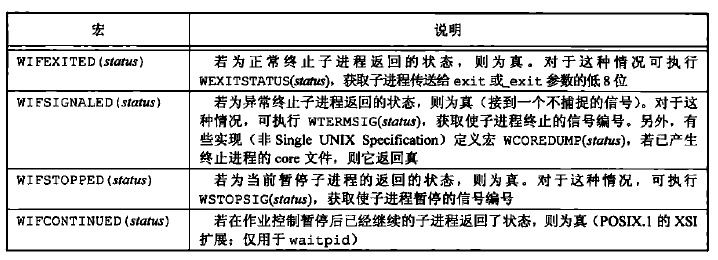 宏 说明
WIFEXITED(status) 若为正常终止子进程返回的状态，则为真。对于这种情况可执行
WEXITSTATUS(status)，获取子进程传送给 exit 或_exit 参数的低 8 位
WIFSIGNALED(status) 若为异常终止子进程返回的状态，则为真（接到一个不捕捉的信号）。对于这
种情况，可执行 WTERMSIG(status)，获取使子进程终止的信号编号。另外，有
些实现（非 Single UNIX Specification）定义宏 WCOREDUMP(status)，若已产生
终止进程的 core 文件，则它返回真
WIFSTOPPED(status) 若为当前暂停子进程的返回的状态，则为真。对于这种情况，可执行
WSTOPSIG(status)，获取使子进程暂停的信号编号
WIFCONTINUED(status) 若在作业控制暂停后已经继续的子进程返回了状态，则为真（POSIX.1 的 XSI
扩展；仅用于 waitpid）